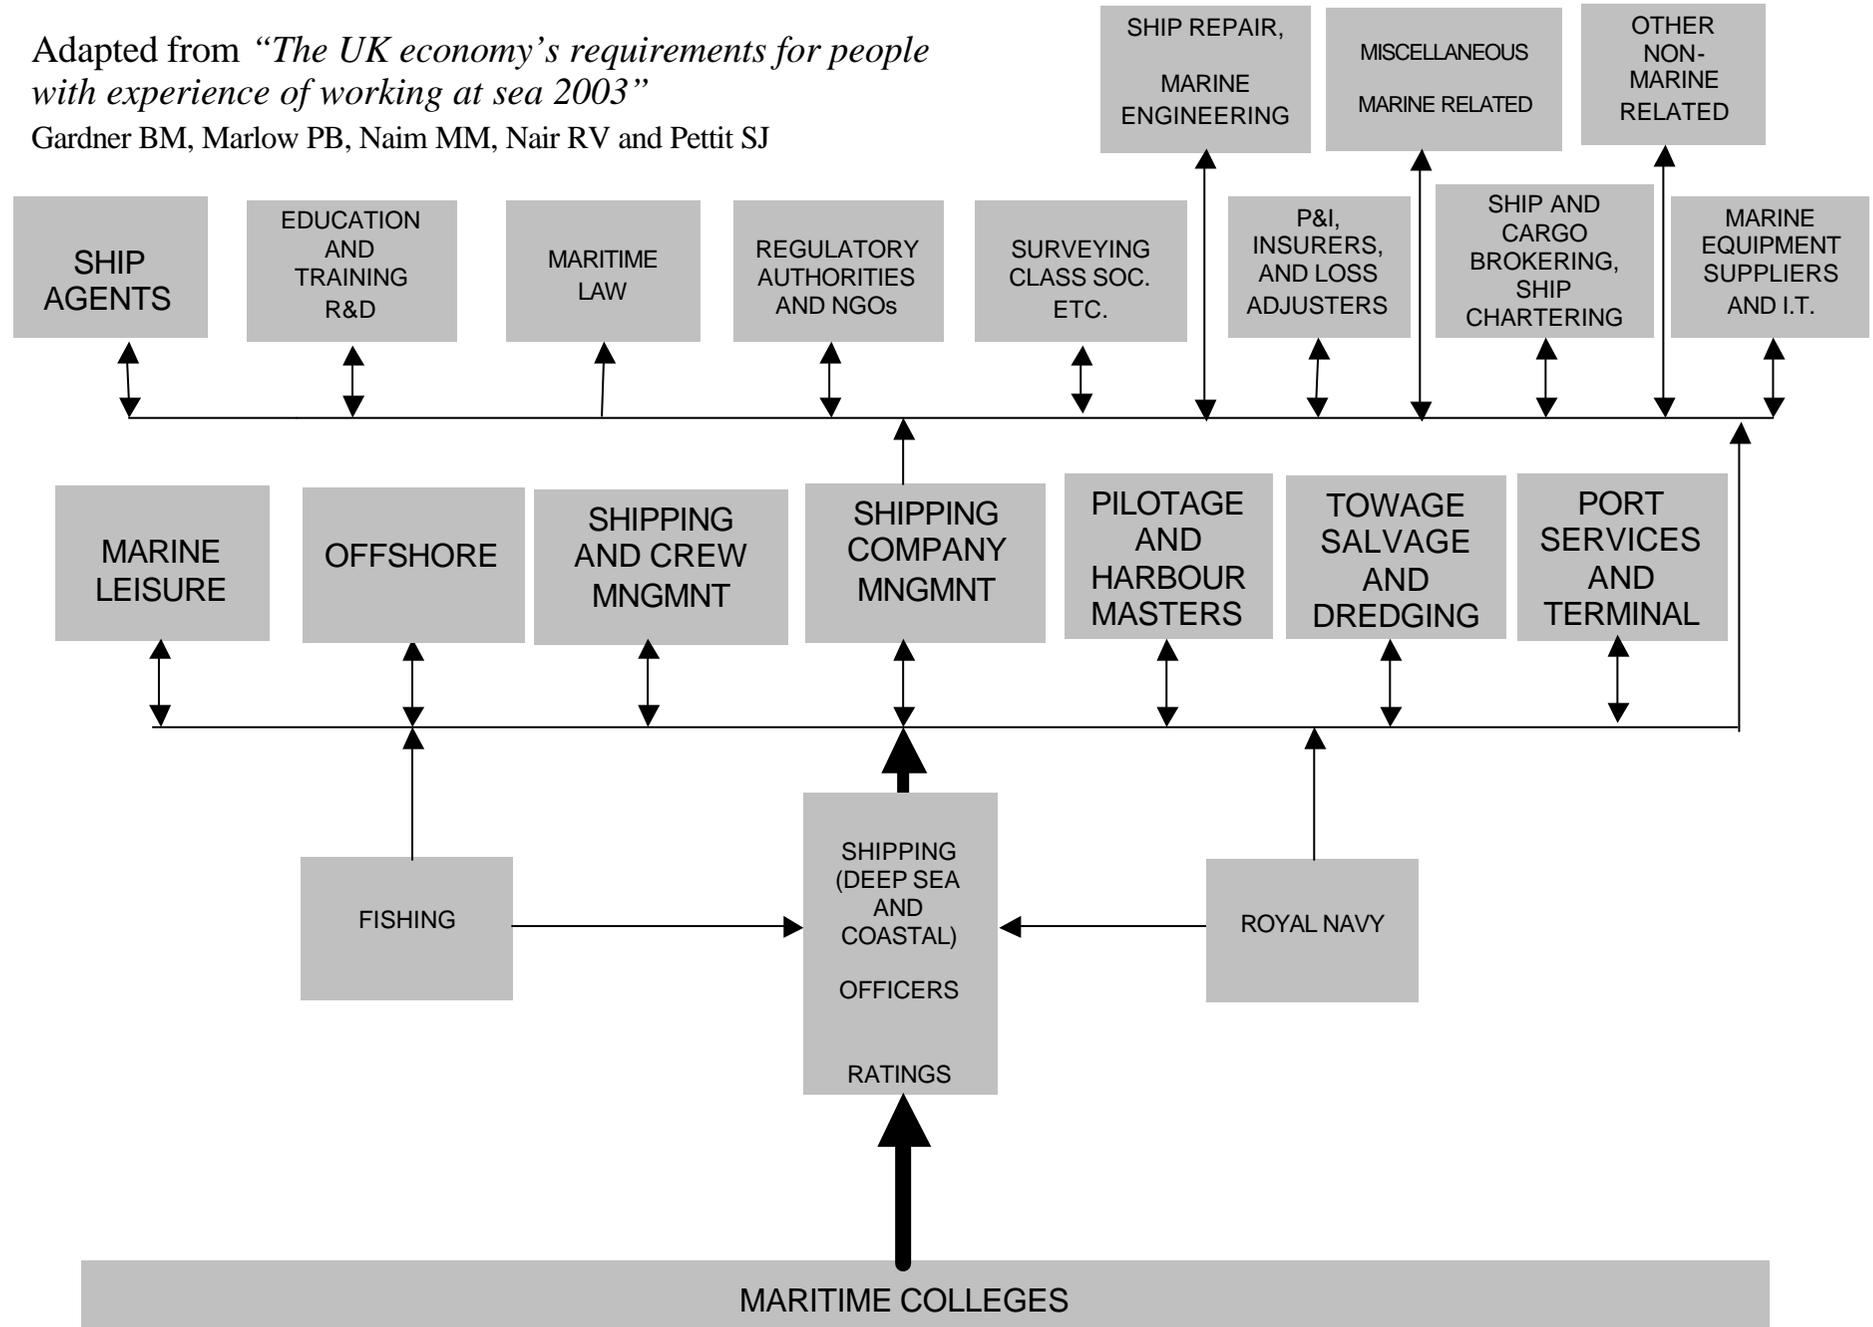 Adapted from “The UK economy’s requirements for people
with experience of working at sea 2003”
Gardner BM, Marlow PB, Naim MM, Nair RV and Pettit SJ
SHIP REPAIR,
MARINE
ENGINEERING
MISCELLANEOUS
MARINE RELATED
OTHER
NON-
MARINE
RELATED
SHIP
AGENTS
EDUCATION
AND
TRAINING
R&D
MARITIME
LAW
REGULATORY
AUTHORITIES
AND NGOs
SURVEYING
CLASS SOC.
ETC.
P&I,
INSURERS,
AND LOSS
ADJUSTERS
SHIP AND
CARGO
BROKERING,
SHIP
CHARTERING
MARINE
EQUIPMENT
SUPPLIERS
AND I.T.
MARINE
LEISURE
OFFSHORE
SHIPPING
AND CREW
MNGMNT
SHIPPING
COMPANY
MNGMNT
PILOTAGE
AND
HARBOUR
MASTERS
TOWAGE
SALVAGE
AND
DREDGING
PORT
SERVICES
AND
TERMINAL
FISHING
SHIPPING
(DEEP SEA
AND
COASTAL)
OFFICERS
RATINGS
ROYAL NAVY
MARITIME COLLEGES